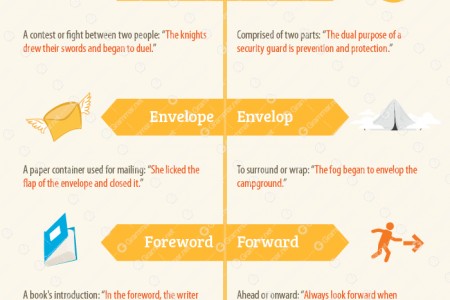 A contest or fight between two people: “The knights
drew their swords and began to duel.”
Comprised of two parts: “The dual purpose of a
security guard is prevention and protection.”
Envelope
Envelop
A paper container used for mailing: “She licked the
flap of the envelope and closed it.”
To surround or wrap: “The fog began to envelop the
campground.”
Foreword
Forward
A book's introduction: “In the foreword, the writer
Ahead or onward: “Always look forward when